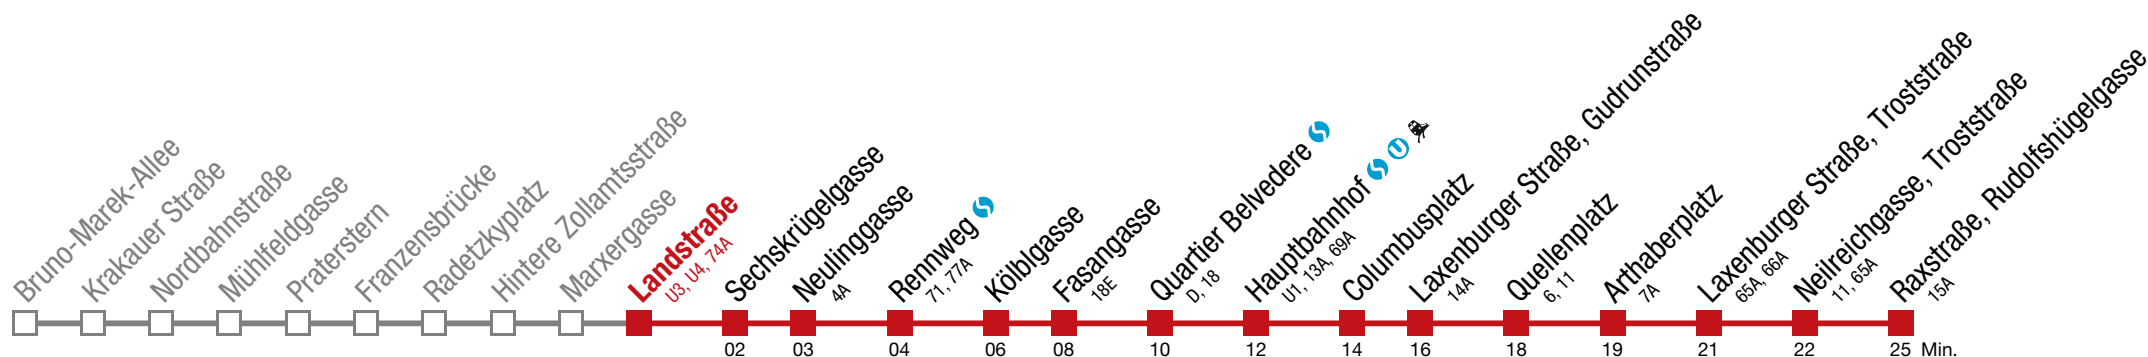 Bruno-Marek-Allee
Krakauer Straße
Nordbahnstraße
Mühlfeldgasse
Praterstern
Franzensbrücke
Radetzkyplatz
Hintere Zollamtsstraße
Marxergasse
Landstraße
U3, U4, 74A
Sechskrügelgasse
Neulinggasse
4A
Rennweg
71, 77A
Kölblgasse
Fasangasse
18E
Quartier Belvedere
D, 18
Hauptbahnhof U
U1, 13A, 69A
Columbusplatz
Laxenburger Straße, Gudrunstraße
14A
Quellenplatz
6, 11
Arthaberplatz
7A
Laxenburger Straße, Troststraße
65A, 66A
Neilreichgasse, Troststraße
11, 65A
Raxstraße, Rudolfshügelgasse
15A
02 03 04 06 08 10 12 14 16 18 19 21 22 25 Min.